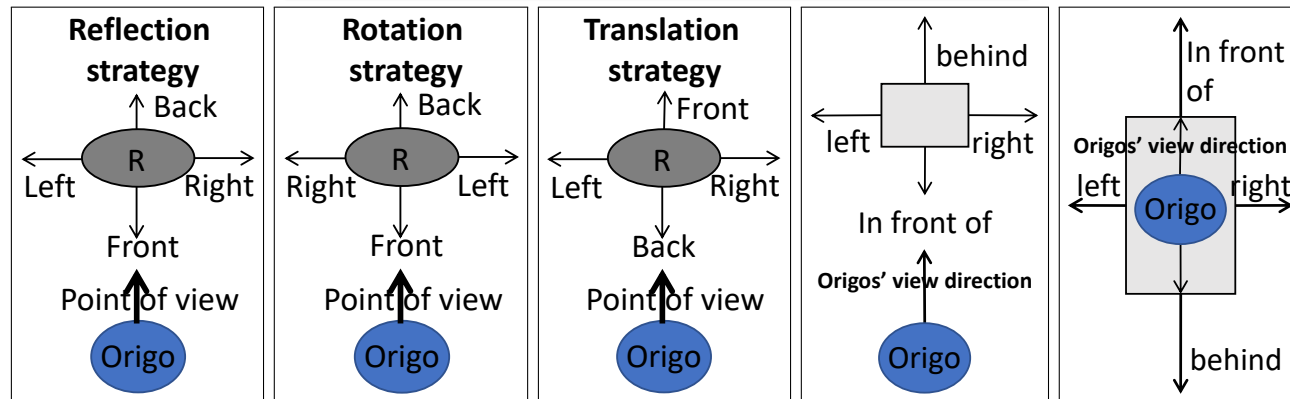 Reflection
strategy
Back
R
Left
Right
Front
Point of view
Origo
Rotation
strategy
Back
R
Right
Left
Front
Point of view
Origo
Translation
strategy
Front
R
Left
Right
Back
Point of view
Origo
behind
left
right
In front of
Origos' view direction
Origo
In front
of
Origos' view direction
left
right
Origo
behind